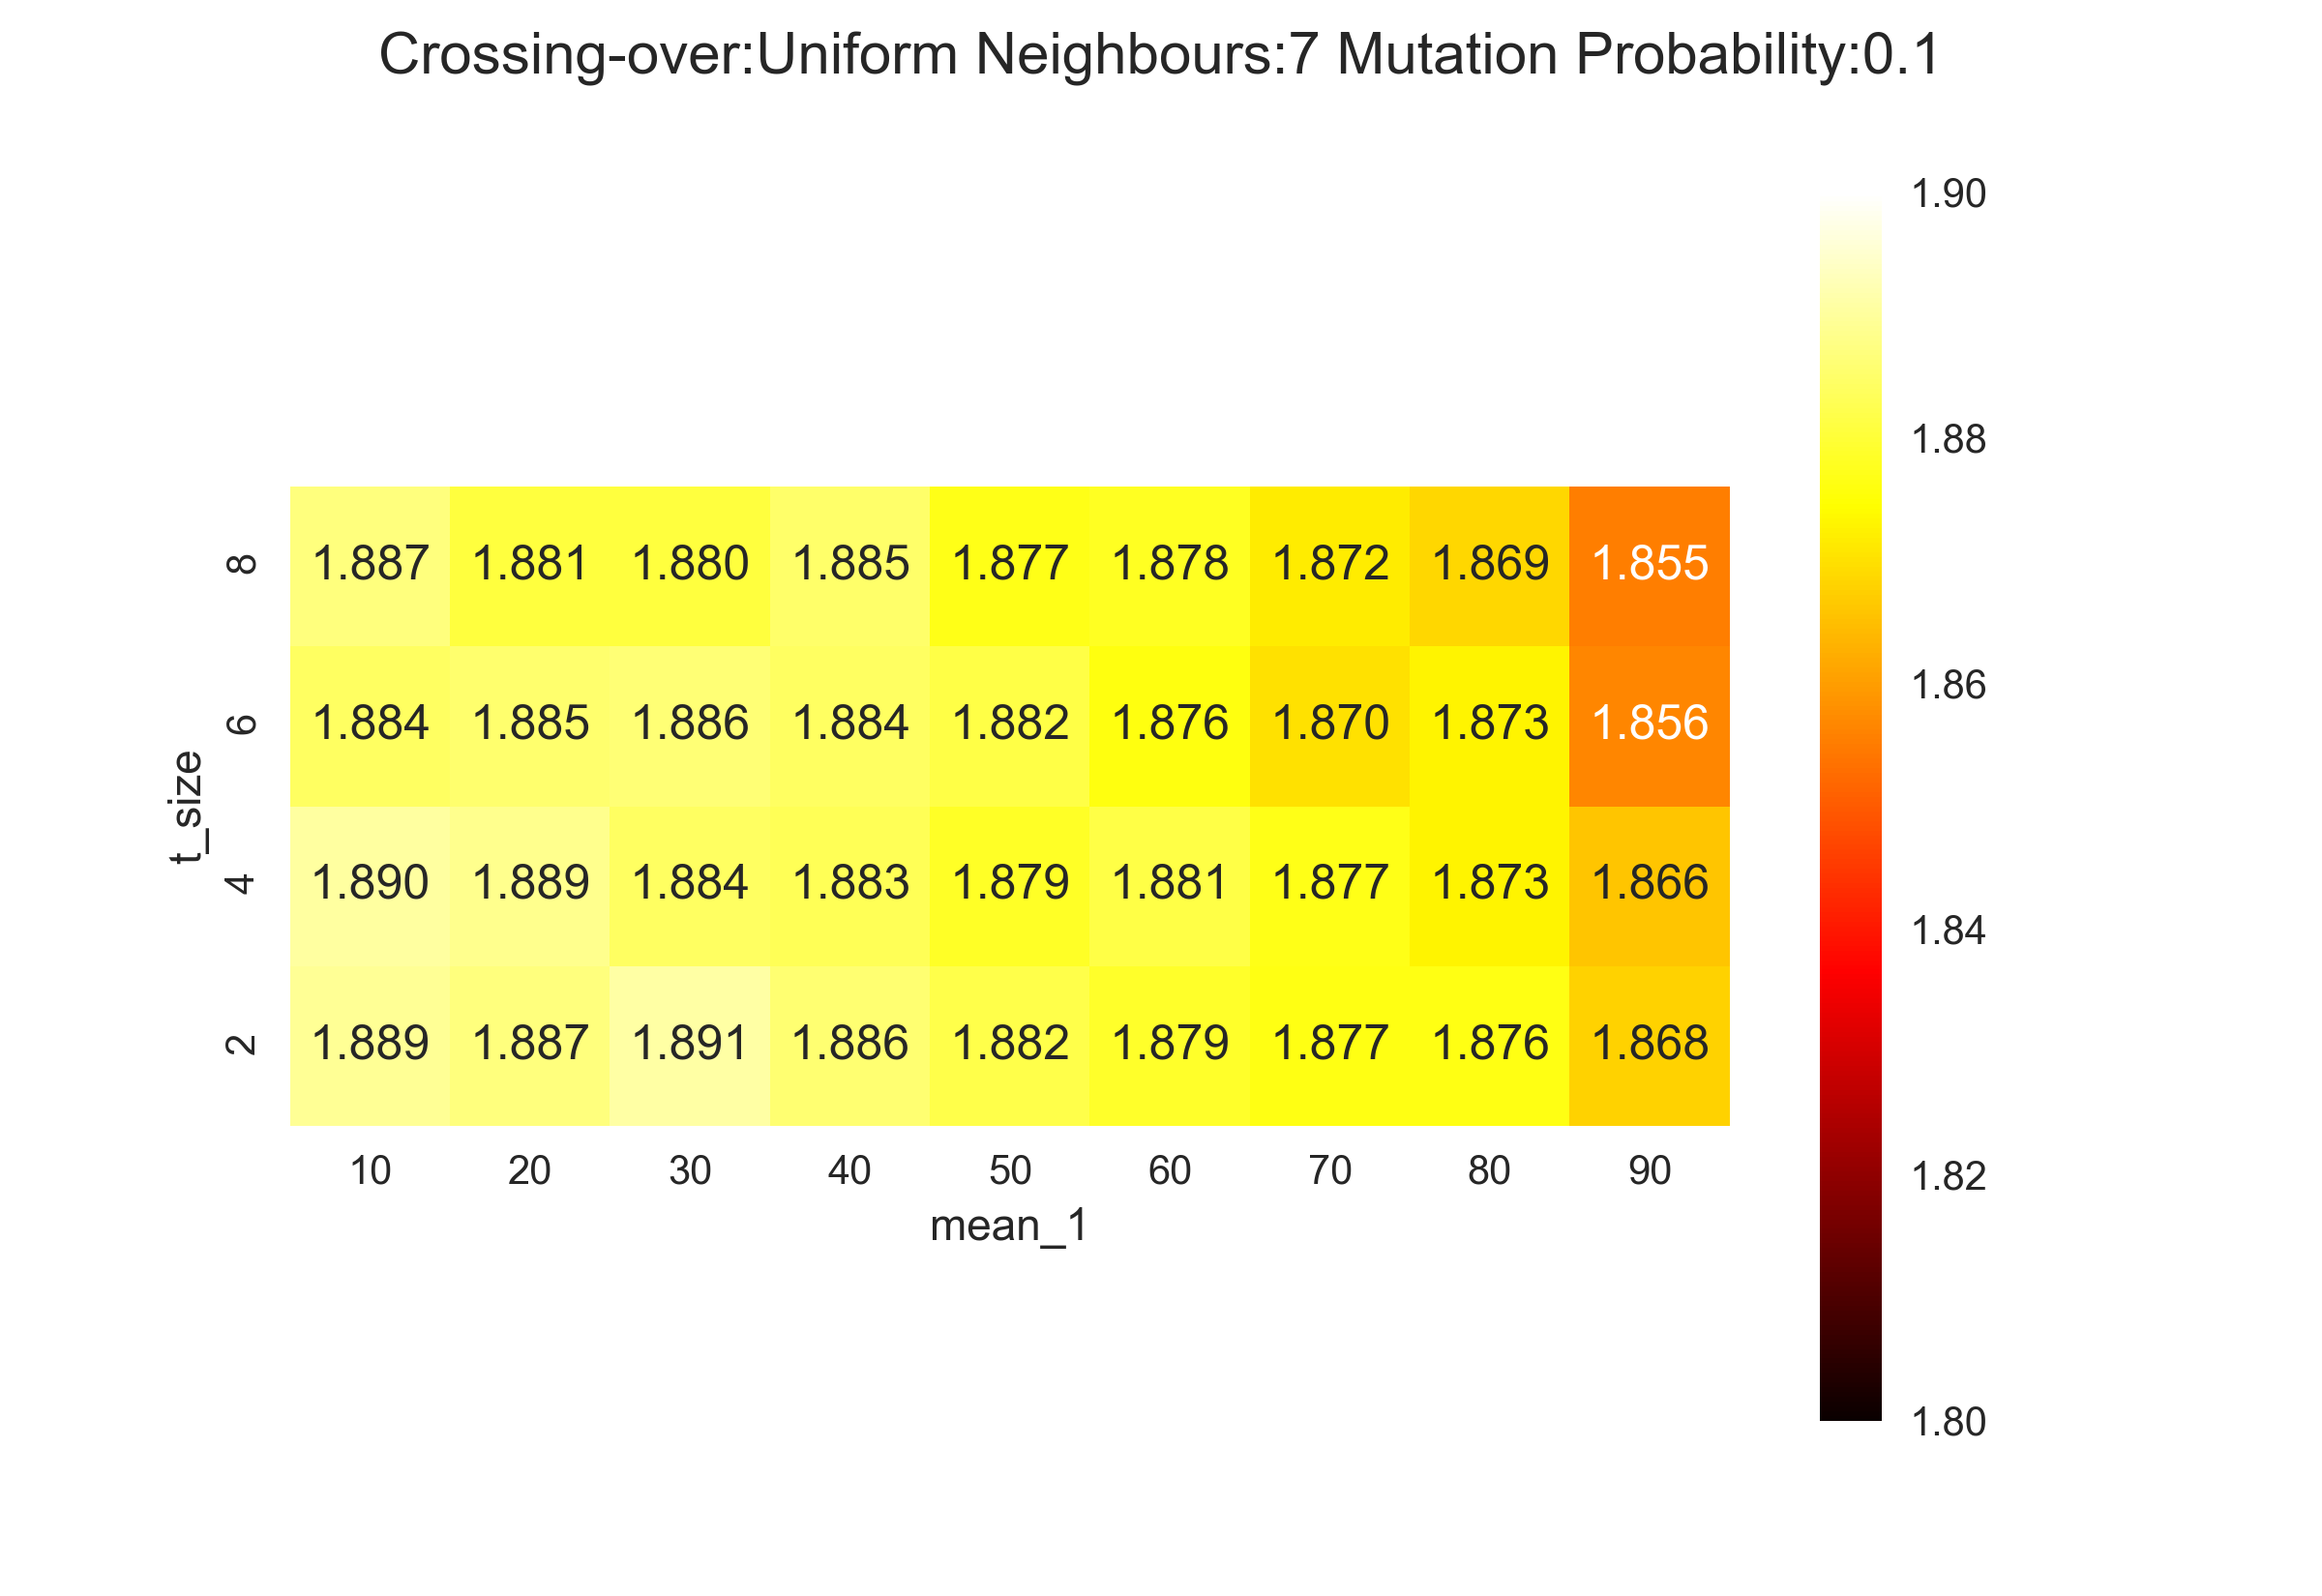 Crossing-over:Uniform Neighbours:7 Mutation Probability:0.1
1.90
1.88
1.86
1.84
1.82
1.80
t_size
8 1.887 1.881 1.880 1.885 1.877 1.878 1.872 1.869 1.855
6 1.884 1.885 1.886 1.884 1.882 1.876 1.870 1.873 1.856
4 1.890 1.889 1.884 1.883 1.879 1.881 1.877 1.873 1.866
2 1.889 1.887 1.891 1.886 1.882 1.879 1.877 1.876 1.868
10 20 30 40 50 60 70 80 90
mean_1